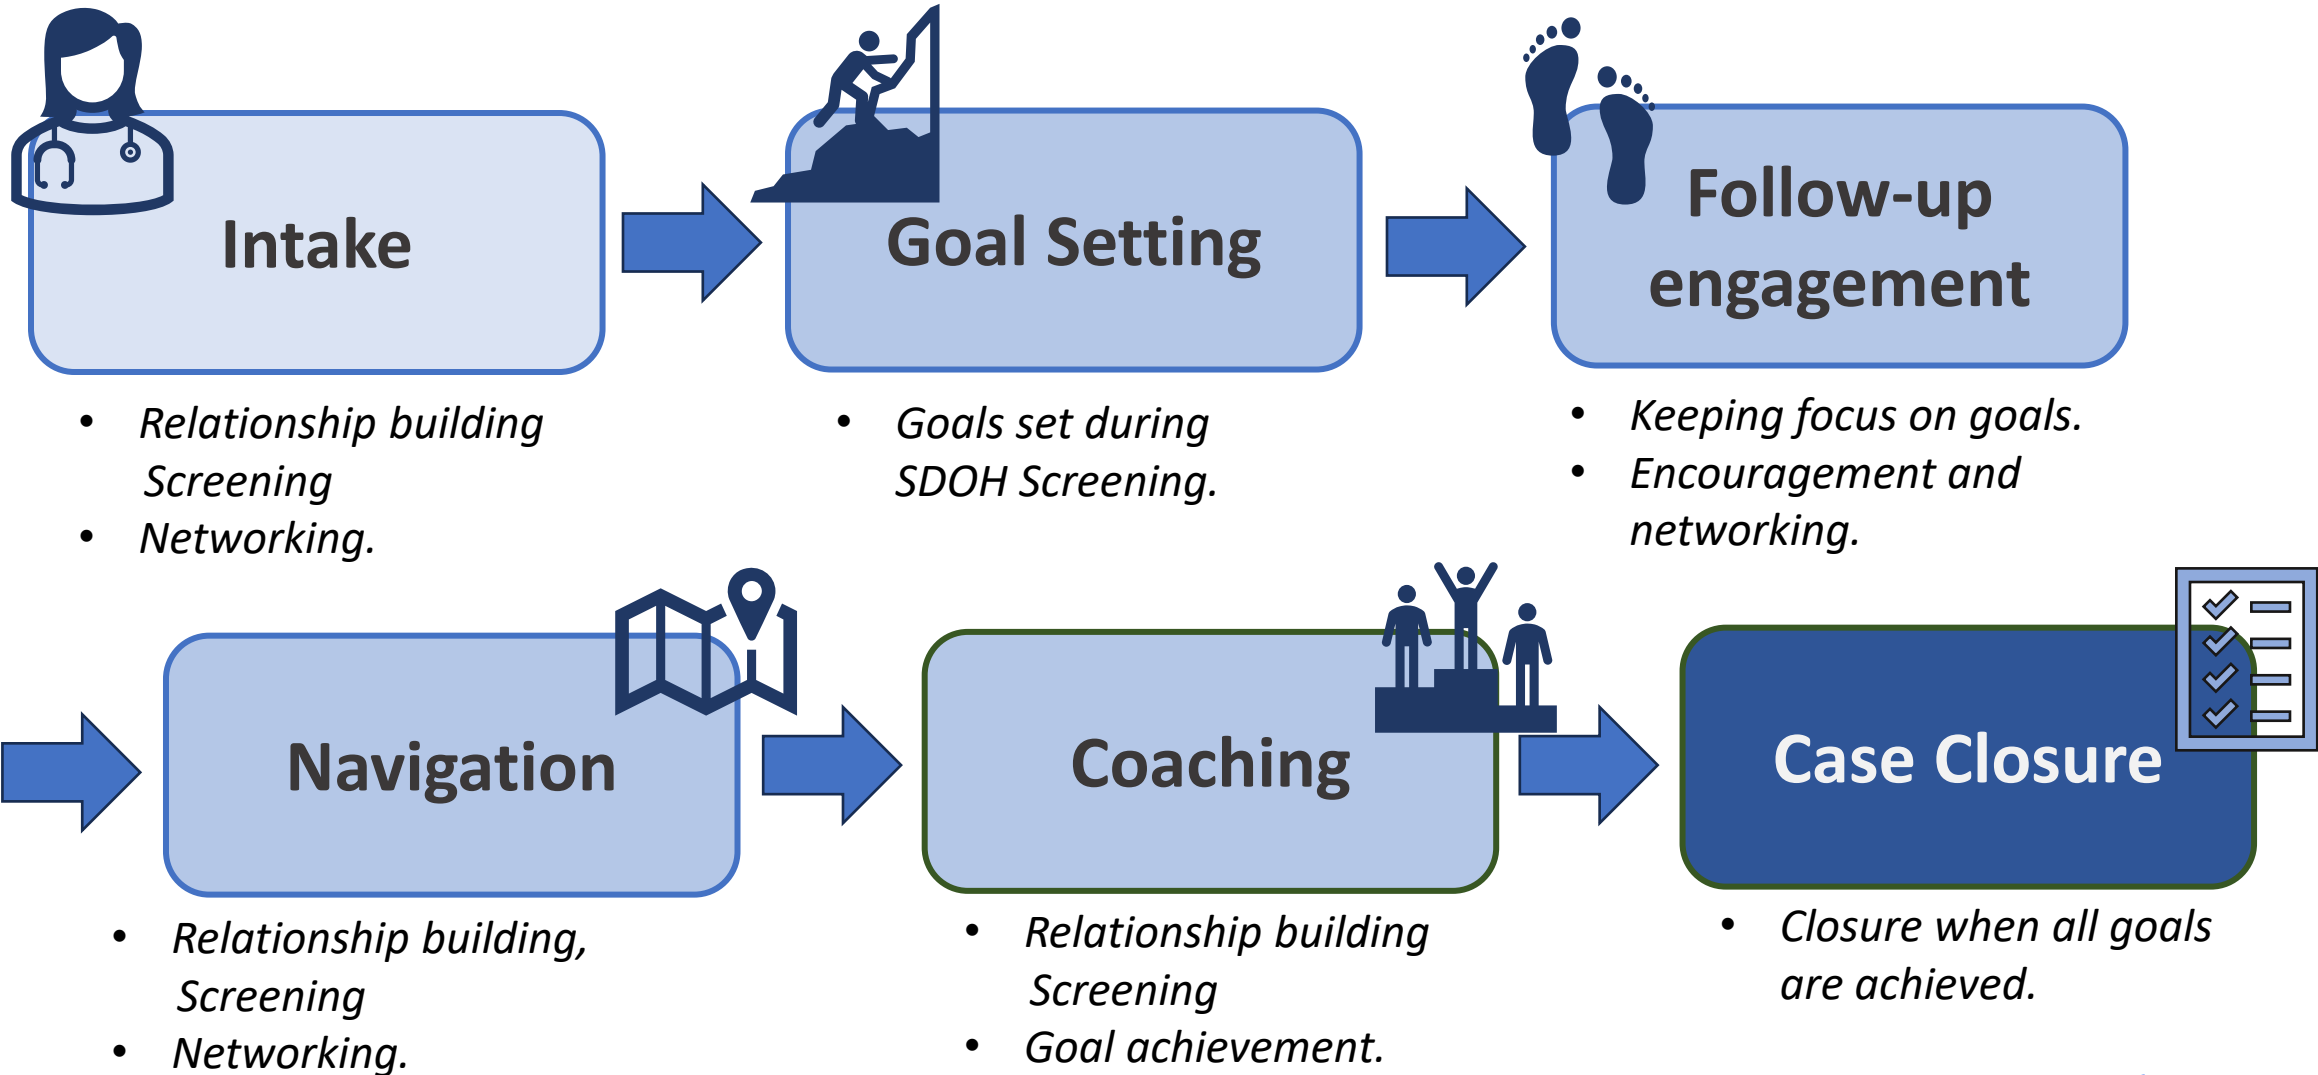 Intake
Goal Setting
Follow-up
engagement
• Relationship building
Screening
• Networking.
• Goals set during
SDOH Screening.
• Keeping focus on goals.
• Encouragement and
networking.
Navigation
Coaching
Case Closure
• Relationship building,
Screening
• Networking.
• Relationship building
Screening
• Goal achievement.
• Closure when all goals
are achieved.